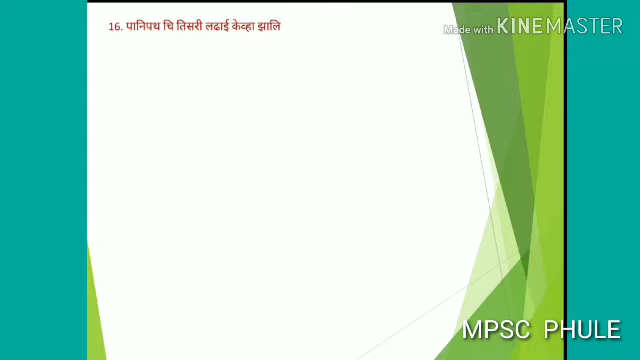 16. पानिपथ चि तिसरी लढाई केव्हा झालि
Made with KINEMASTER
MPSC PHULE